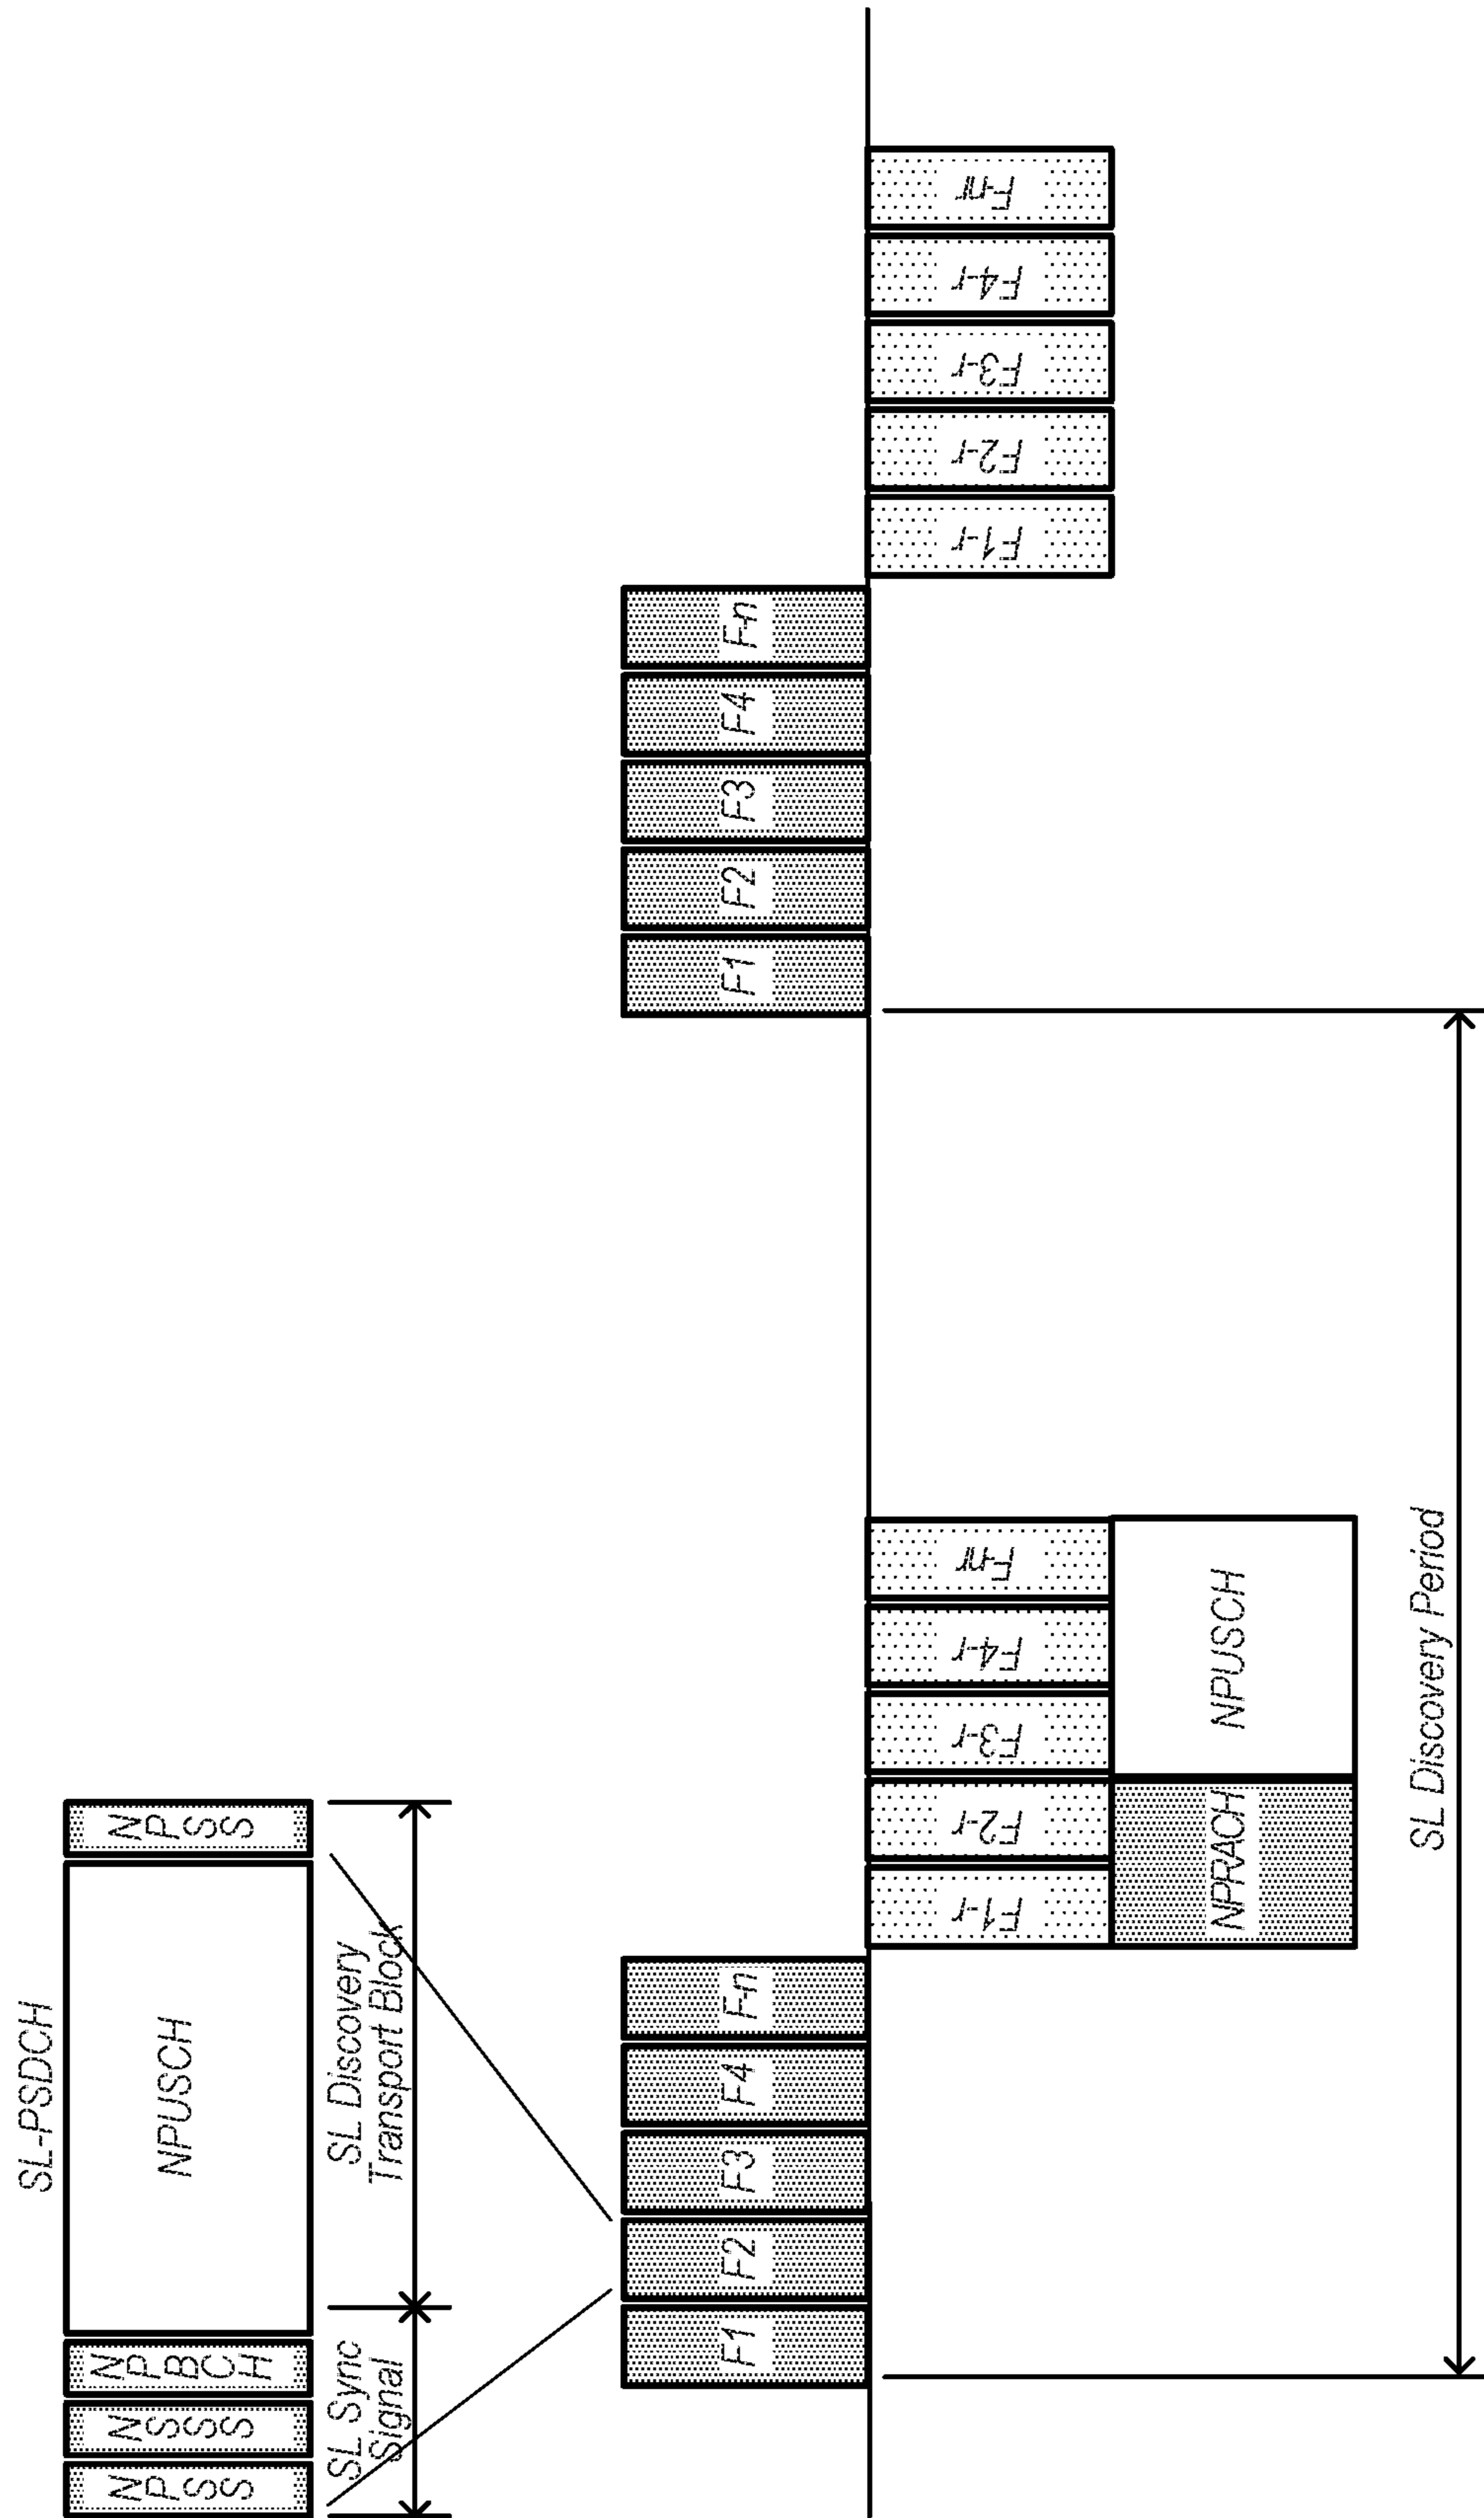 SL-PSDCH
NPSS
NSSS
NPBCH
NPUSCH
NPSS
SL Sync
Signal
SL Discovery
Transport Block
F1
F2
F3
F4
F-n
F1
F2
F3
F4
F-n
F1-r
F2-r
F3-r
F4-r
F-nr
F1-r
F2-r
F3-r
F4-r
F-nr
NPRACH
NPUSCH
SL Discovery Period